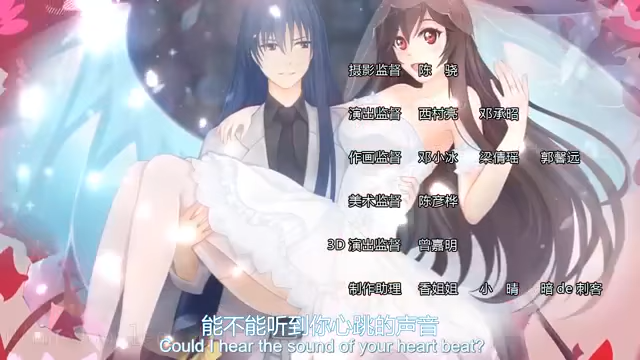 摄影监督 陈 骁
演出监督 西村亮 邓承昭
作画监督 邓小冰 梁倩瑶 郭馨远
美术监督 陈彦桦
3D 演出监督 曾嘉明
制作助理 香姐姐 小 晴 暗 de 刺客
能不能听到你心跳的声音
Could I hear the sound of your heart beat?